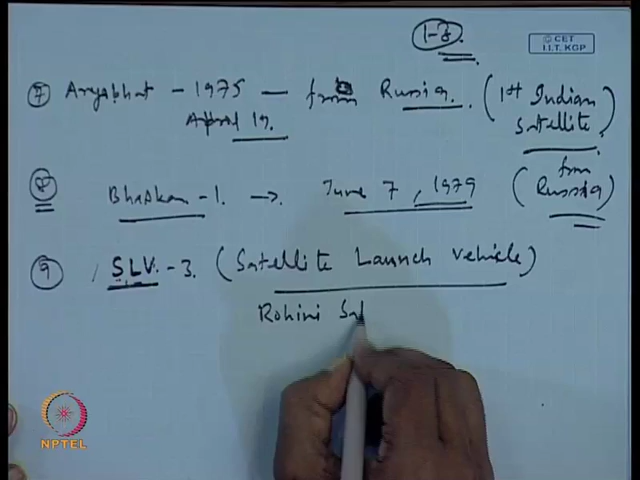 1-8.
© CET
I.I.T. KGP
7 Aryabhat - 1975 — from Russia. (1st Indian Satellite)
April 19.
8 Bhaskar - 1. → June 7, 1979 (from Russia)
9 SLV. - 3. (Satellite Launch Vehicle)
Rohini Sat
NPTEL